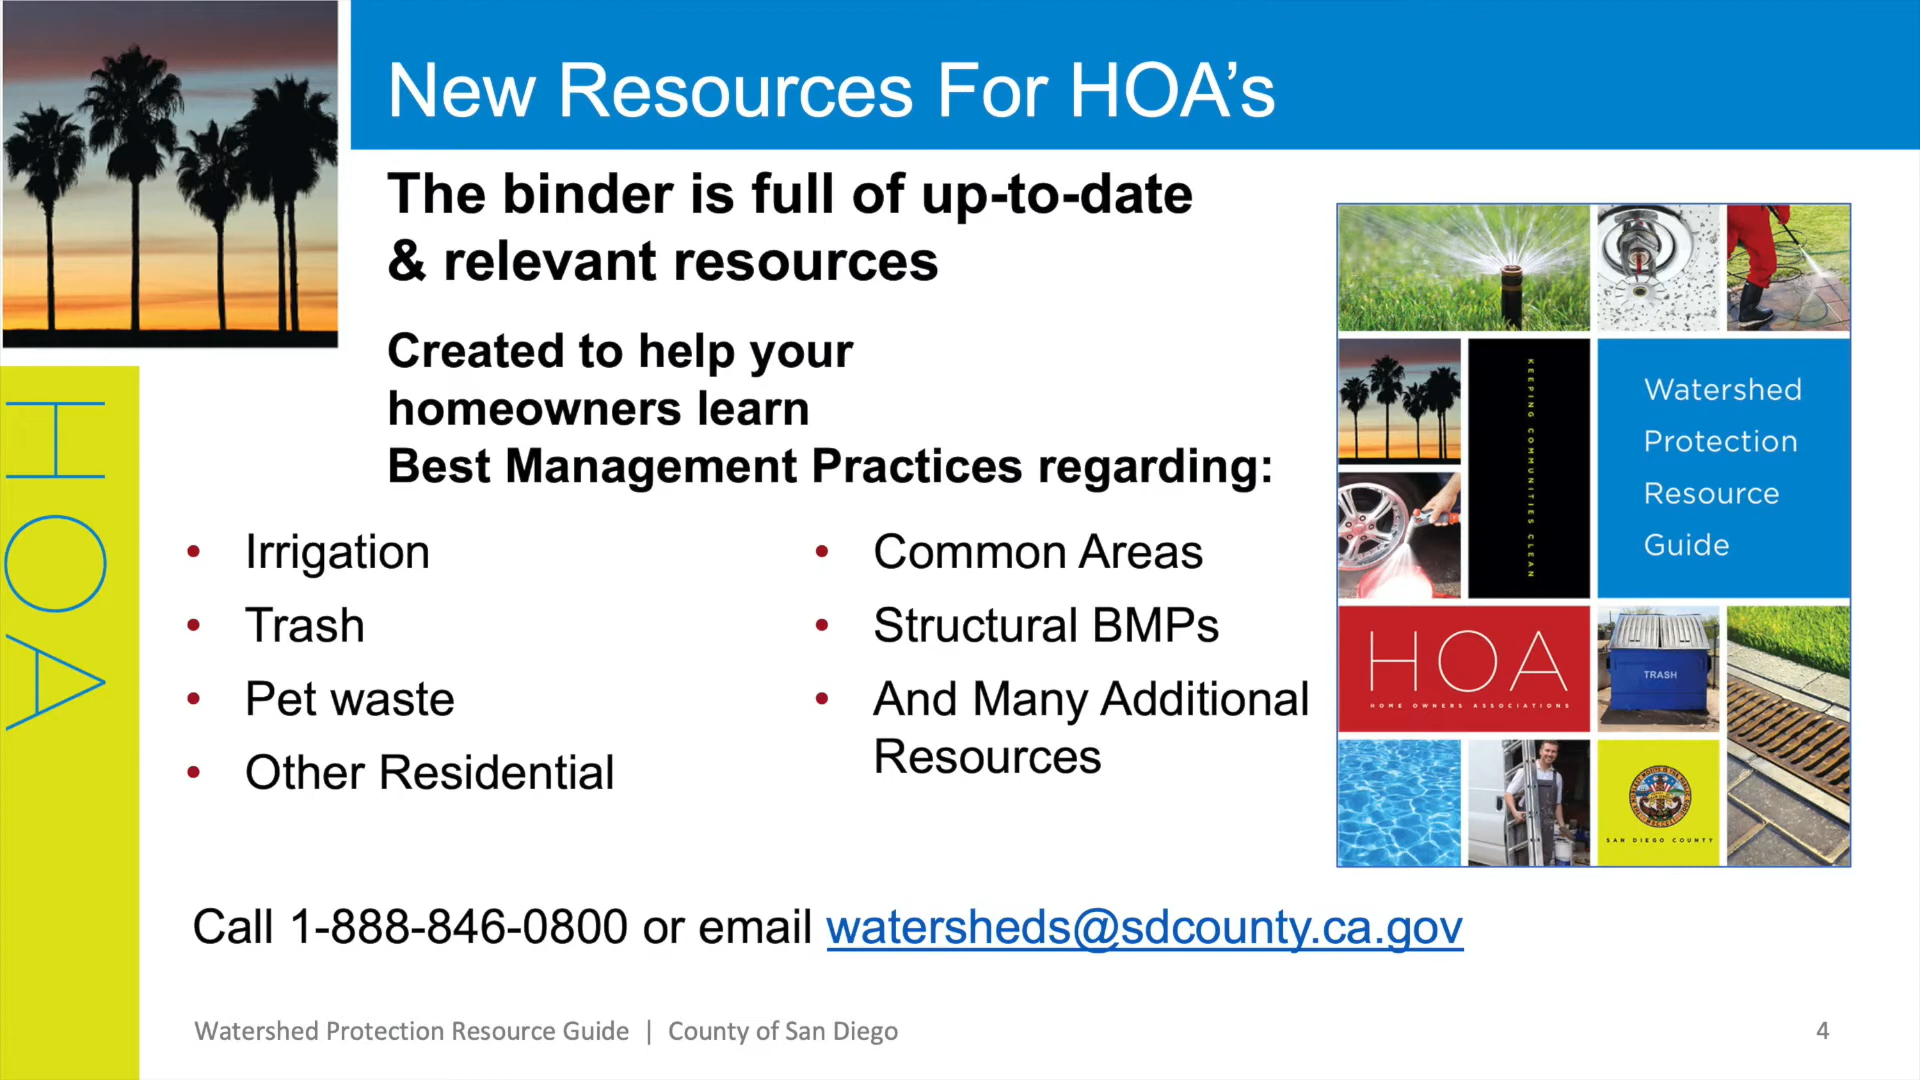 New Resources For HOA’s
The binder is full of up-to-date
& relevant resources
Created to help your
homeowners learn
Best Management Practices regarding:
• Irrigation
• Trash
• Pet waste
• Other Residential
• Common Areas
• Structural BMPs
• And Many Additional
Resources
HOA
KEEPING COMMUNITIES CLEAN
Watershed
Protection
Resource
Guide
HOA
HOME OWNERS ASSOCIATIONS
TRASH
SAN DIEGO COUNTY
Call 1-888-846-0800 or email watersheds@sdcounty.ca.gov
Watershed Protection Resource Guide | County of San Diego
4